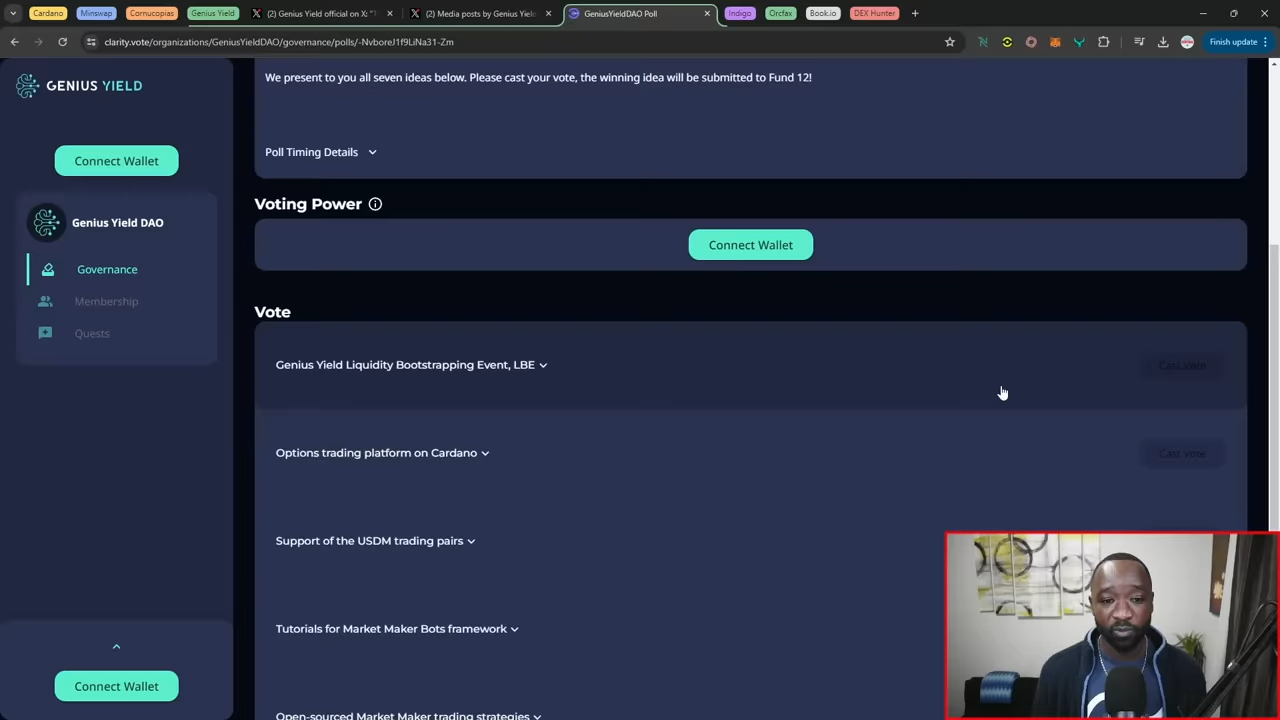 Cardano
Minswap
Cornucopias
Genius Yield
(2) Genius Yield official on X: "T
(2) Media posts by Genius Yie
GeniusYieldDAO Poll
Indigo
Orcfax
Book.io
DEX Hunter
clarity.vote/organizations/GeniusYieldDAO/governance/polls/-NvboreJ1f9LiNa31-Zm
Finish update
GENIUS YIELD
Connect Wallet
Genius Yield DAO
Governance
Membership
Quests
Connect Wallet
We present to you all seven ideas below. Please cast your vote, the winning idea will be submitted to Fund 12!
Poll Timing Details
Voting Power
Connect Wallet
Vote
Genius Yield Liquidity Bootstrapping Event, LBE
Cast Vote
Options trading platform on Cardano
Cast Vote
Support of the USDM trading pairs
Tutorials for Market Maker Bots framework
Open-sourced Market Maker trading strategies